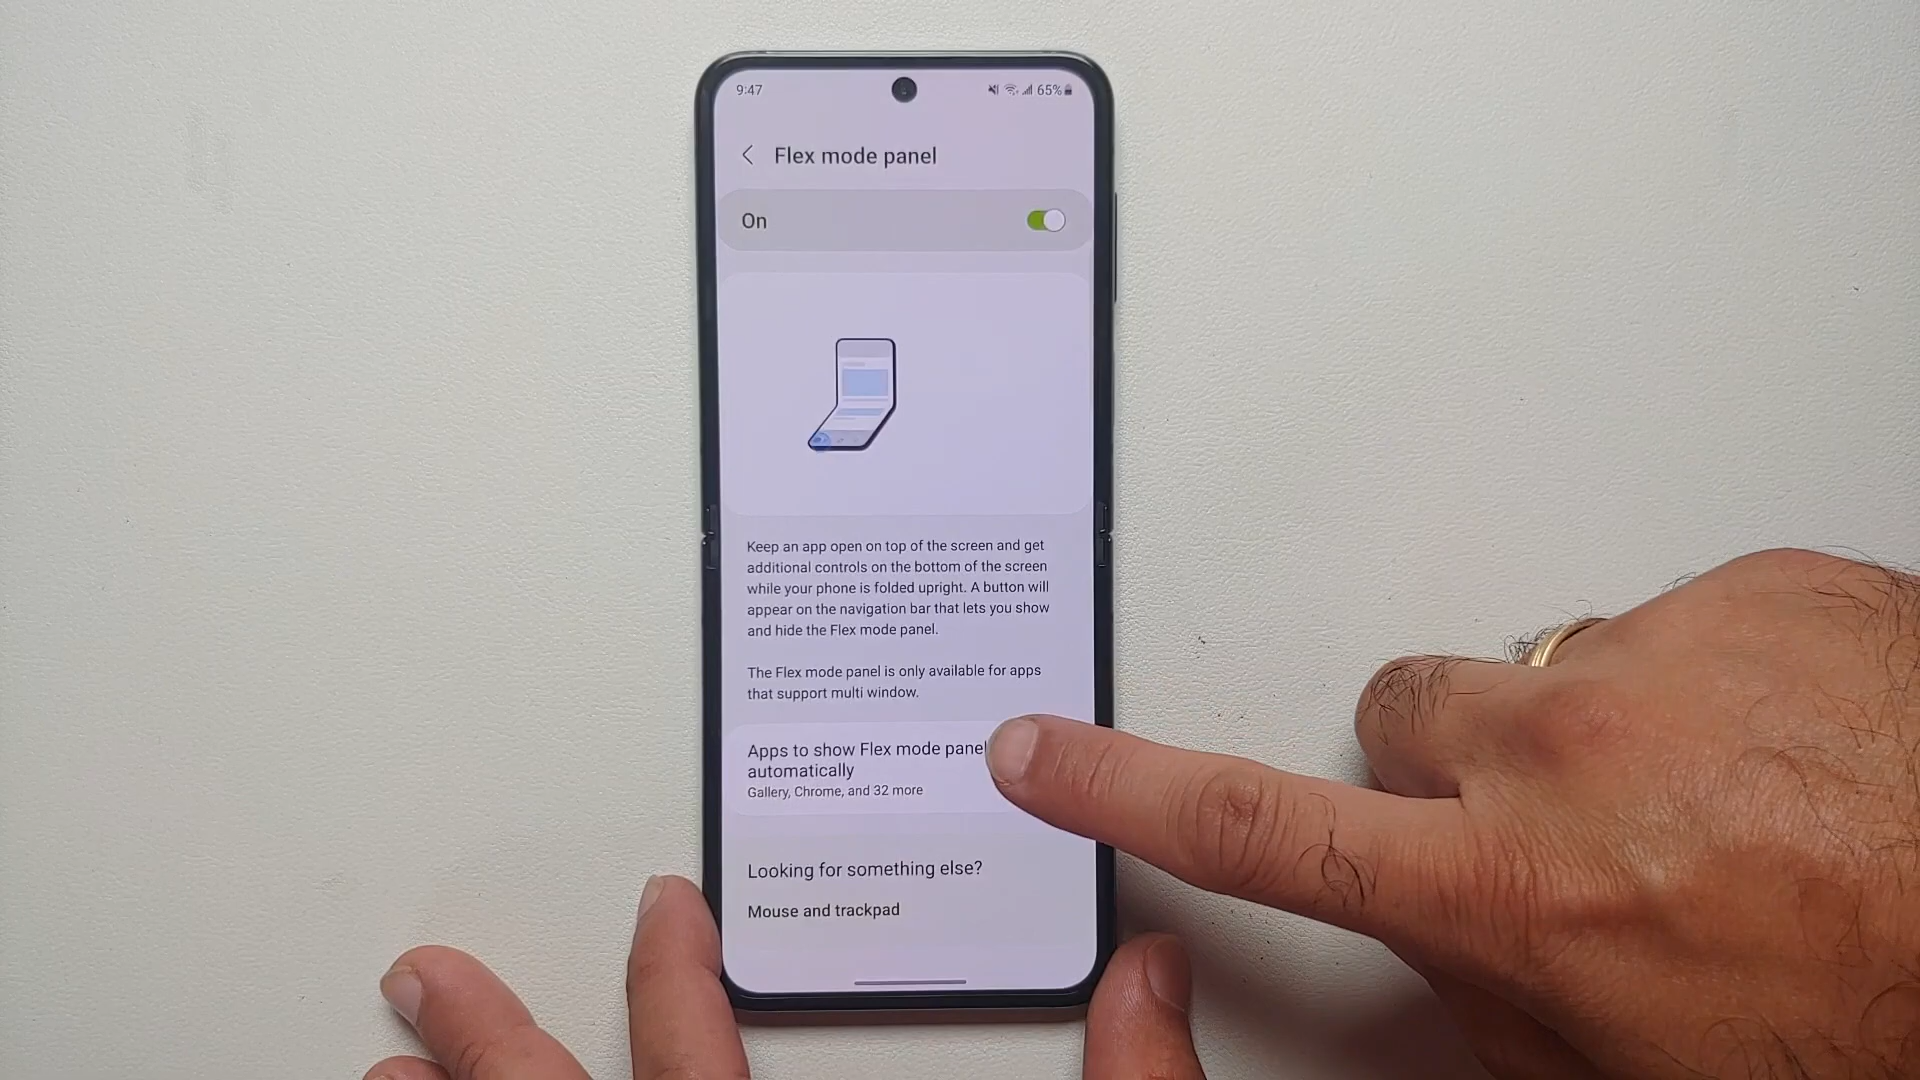 9:47
65%
Flex mode panel
On
Keep an app open on top of the screen and get
additional controls on the bottom of the screen
while your phone is folded upright. A button will
appear on the navigation bar that lets you show
and hide the Flex mode panel.
The Flex mode panel is only available for apps
that support multi window.
Apps to show Flex mode panel
automatically
Gallery, Chrome, and 32 more
Looking for something else?
Mouse and trackpad